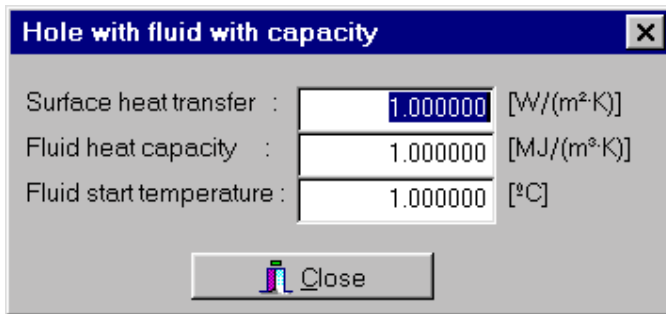 Hole with fluid with capacity
Surface heat transfer : 1.000000 [W/(m²·K)]
Fluid heat capacity : 1.000000 [MJ/(m³·K)]
Fluid start temperature : 1.000000 [ºC]
Close